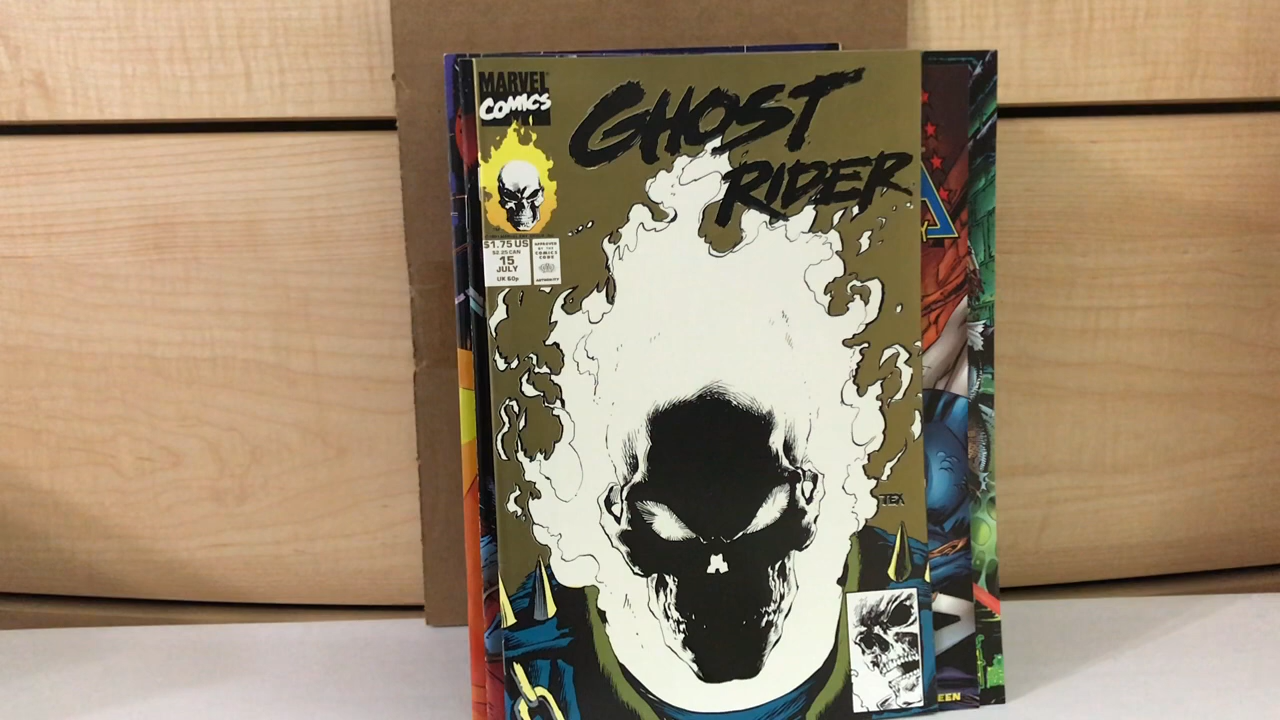 MARVEL
COMICS
GHOST
RIDER
$1.75 US
$2.25 CAN
15
JULY
UK 60p
APPROVED
BY THE
COMICS
CODE
AUTHORITY
TEX
EEN